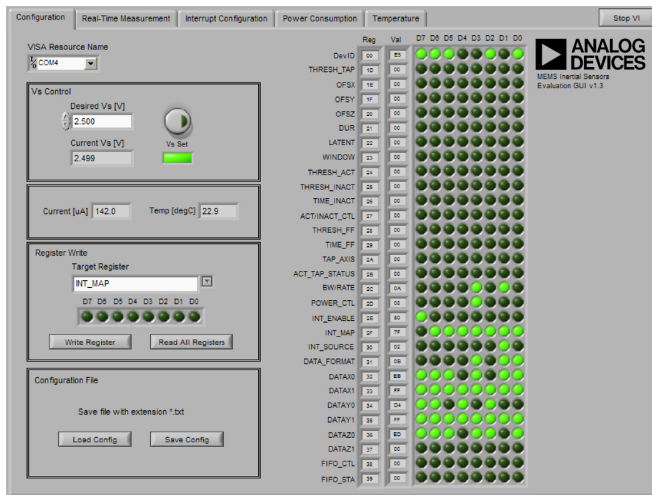 Configuration Real-Time Measurement Interrupt Configuration Power Consumption Temperature Stop VI
VISA Resource Name
COM4
Vs Control
Desired Vs [V]
2.500
Current Vs [V]
2.499
Vs Set
Current [uA] 142.0 Temp [degC] 22.9
Register Write
Target Register
INT_MAP
D7 D6 D5 D4 D3 D2 D1 D0
Write Register Read All Registers
Configuration File
Save file with extension *.txt
Load Config Save Config
Reg Val D7 D6 D5 D4 D3 D2 D1 D0
DevID 00 E5
THRESH_TAP 1D 00
OFSX 1E 00
OFSY 1F 00
OFSZ 20 00
DUR 21 00
LATENT 22 00
WINDOW 23 00
THRESH_ACT 24 00
THRESH_INACT 25 00
TIME_INACT 26 00
ACT/INACT_CTL 27 00
THRESH_FF 28 00
TIME_FF 29 00
TAP_AXIS 2A 00
ACT_TAP_STATUS 2B 00
BW/RATE 2C 0A
POWER_CTL 2D 08
INT_ENABLE 2E 80
INT_MAP 2F 7F
INT_SOURCE 30 02
DATA_FORMAT 31 0B
DATAX0 32 EB
DATAX1 33 FF
DATAY0 34 D4
DATAY1 35 FF
DATAZ0 36 ED
DATAZ1 37 00
FIFO_CTL 38 00
FIFO_STA 39 00
ANALOG
DEVICES
MEMS Inertial Sensors
Evaluation GUI v1.3